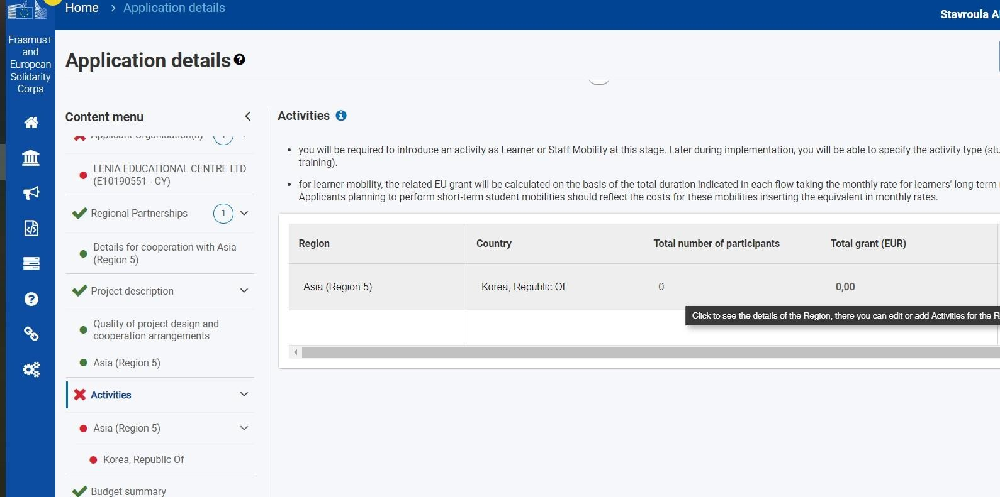 Home > Application details
Stavroula
Erasmus+
and
European
Solidarity
Corps
Application details
Content menu
Applicant Organisation(s)
LENIA EDUCATIONAL CENTRE LTD
(E10190551 - CY)
Regional Partnerships 1
Details for cooperation with Asia
(Region 5)
Project description
Quality of project design and
cooperation arrangements
Asia (Region 5)
Activities
Asia (Region 5)
Korea, Republic Of
Budget summary
Activities
• you will be required to introduce an activity as Learner or Staff Mobility at this stage. Later during implementation, you will be able to specify the activity type (stu
training).
• for learner mobility, the related EU grant will be calculated on the basis of the total duration indicated in each flow taking the monthly rate for learners' long-term
Applicants planning to perform short-term student mobilities should reflect the costs for these mobilities inserting the equivalent in monthly rates.
Region Country Total number of participants Total grant (EUR)
Asia (Region 5) Korea, Republic Of 0 0,00
Click to see the details of the Region, there you can edit or add Activities for the R